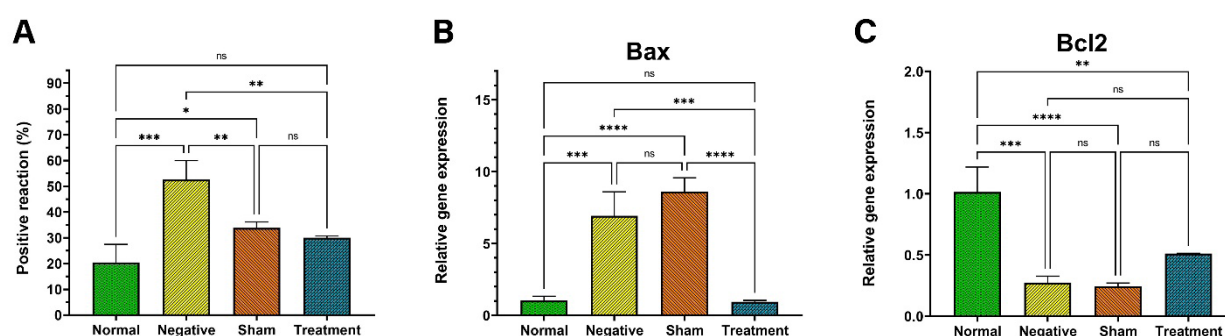 A
Positive reaction (%)
90
80
70
60
50
40
30
20
10
0
ns
**
*
*** ** ns
Normal Negative Sham Treatment
B
Bax
Relative gene expression
15
10
5
0
ns
***
****
*** ns ****
Normal Negative Sham Treatment
C
Bcl2
Relative gene expression
2.0
1.5
1.0
0.5
0.0
**
ns
****
*** ns ns
Normal Negative Sham Treatment